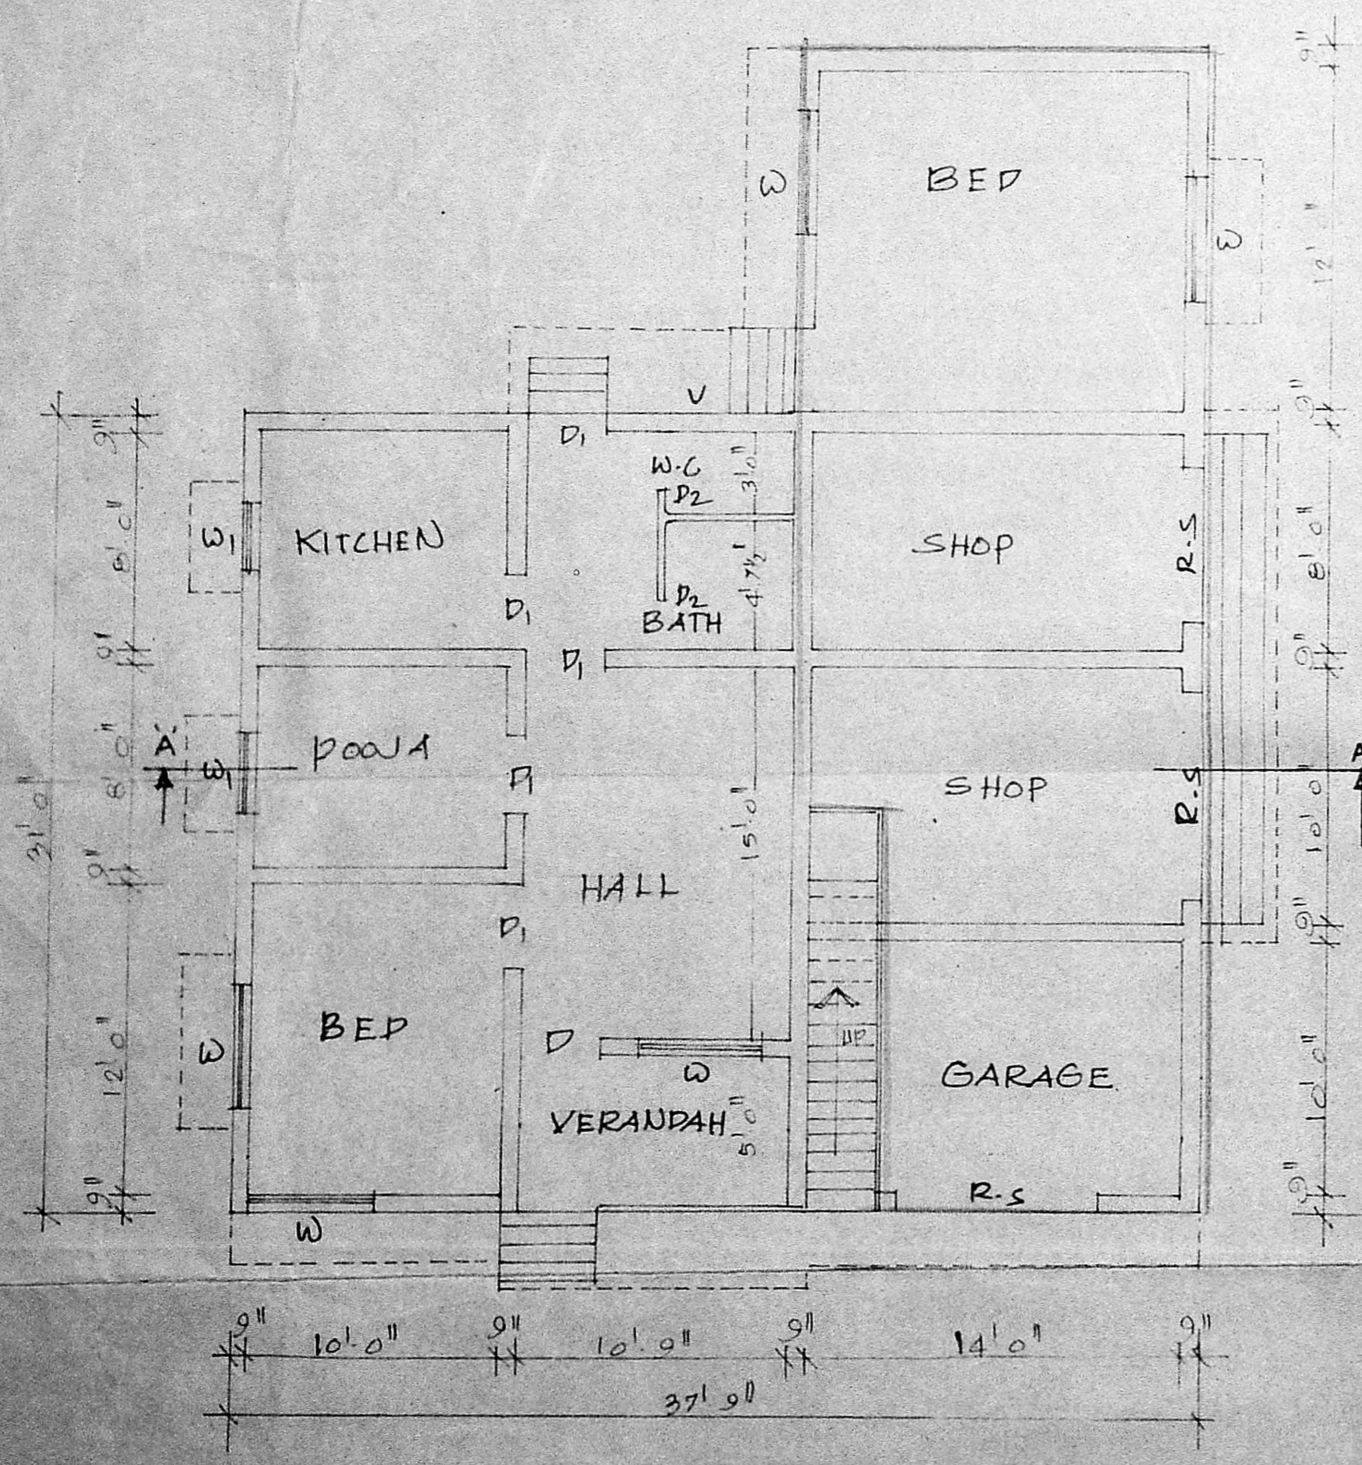 9"
BED
W
W
12' 0"
V
9"
D1
9"
W.C
D2
3'0"
W1
KITCHEN
SHOP
R-S
8'0"
8'0"
4' 7½"
D1
D2
BATH
9"
D1
9"
'A'
POOJA
W1
D1
8'0"
SHOP
R-S
A
31'0"
15'0"
10'0"
9"
HALL
9"
D1
BED
W
D
UP
12'0"
W
GARAGE
10'0"
VERANDAH
5'0"
9"
R-S
9"
W
9"
10'-0"
9"
10'-9"
9"
14'0"
9"
37' 9"